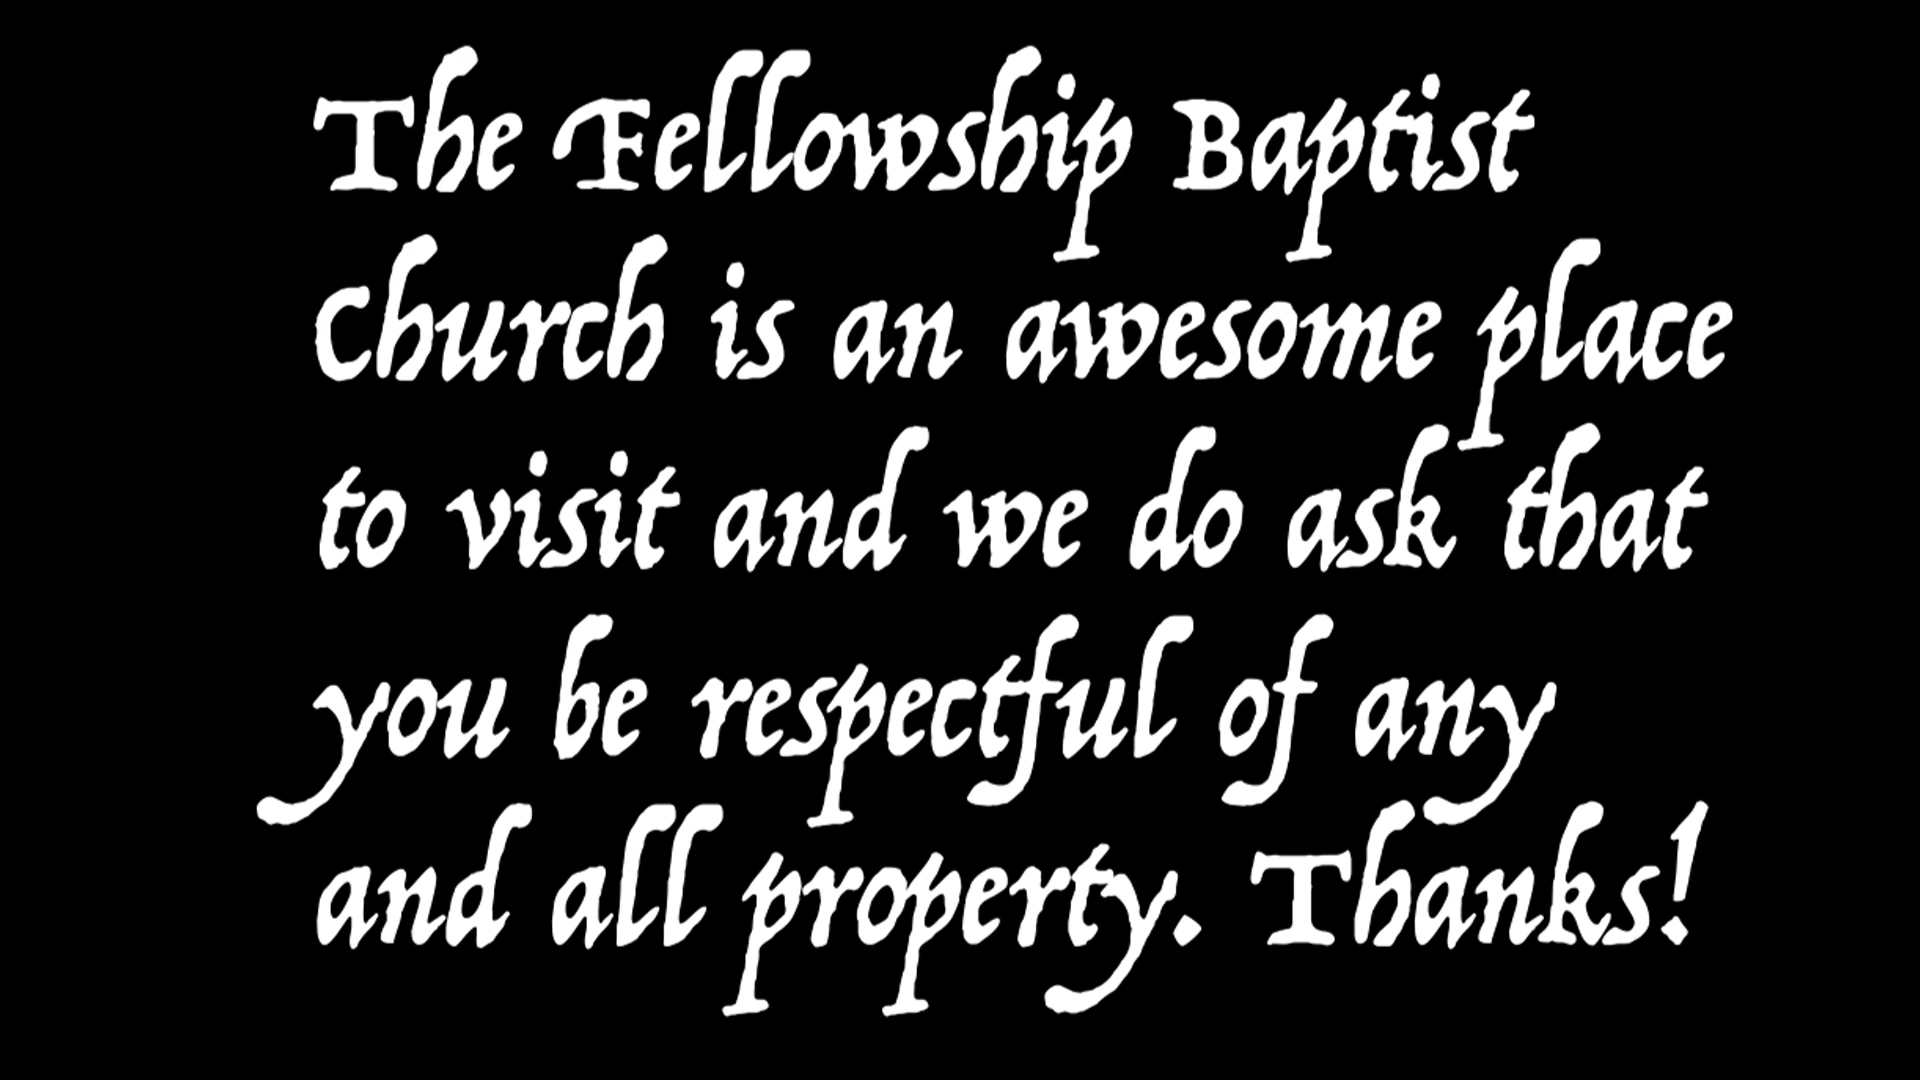 The Fellowship Baptist
Church is an awesome place
to visit and we do ask that
you be respectful of any
and all property. Thanks!